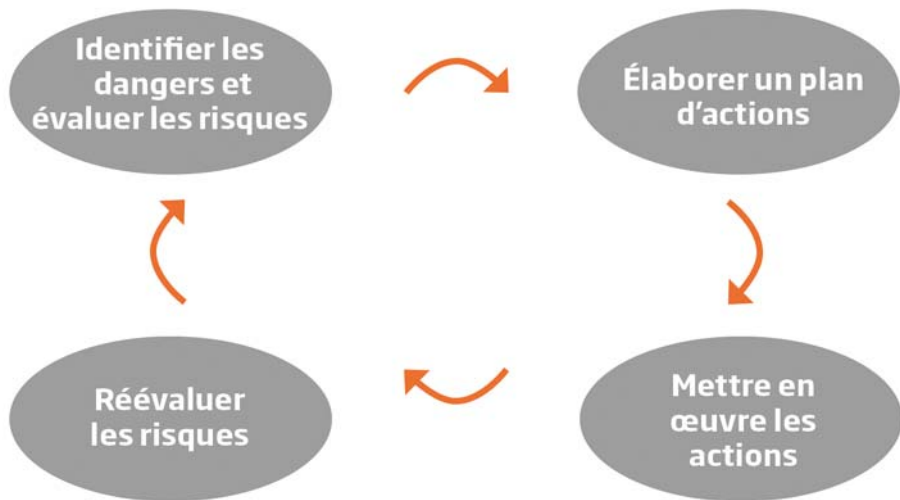 Identifier les
dangers et
évaluer les risques
Élaborer un plan
d’actions
Mettre en
œuvre les
actions
Réévaluer
les risques